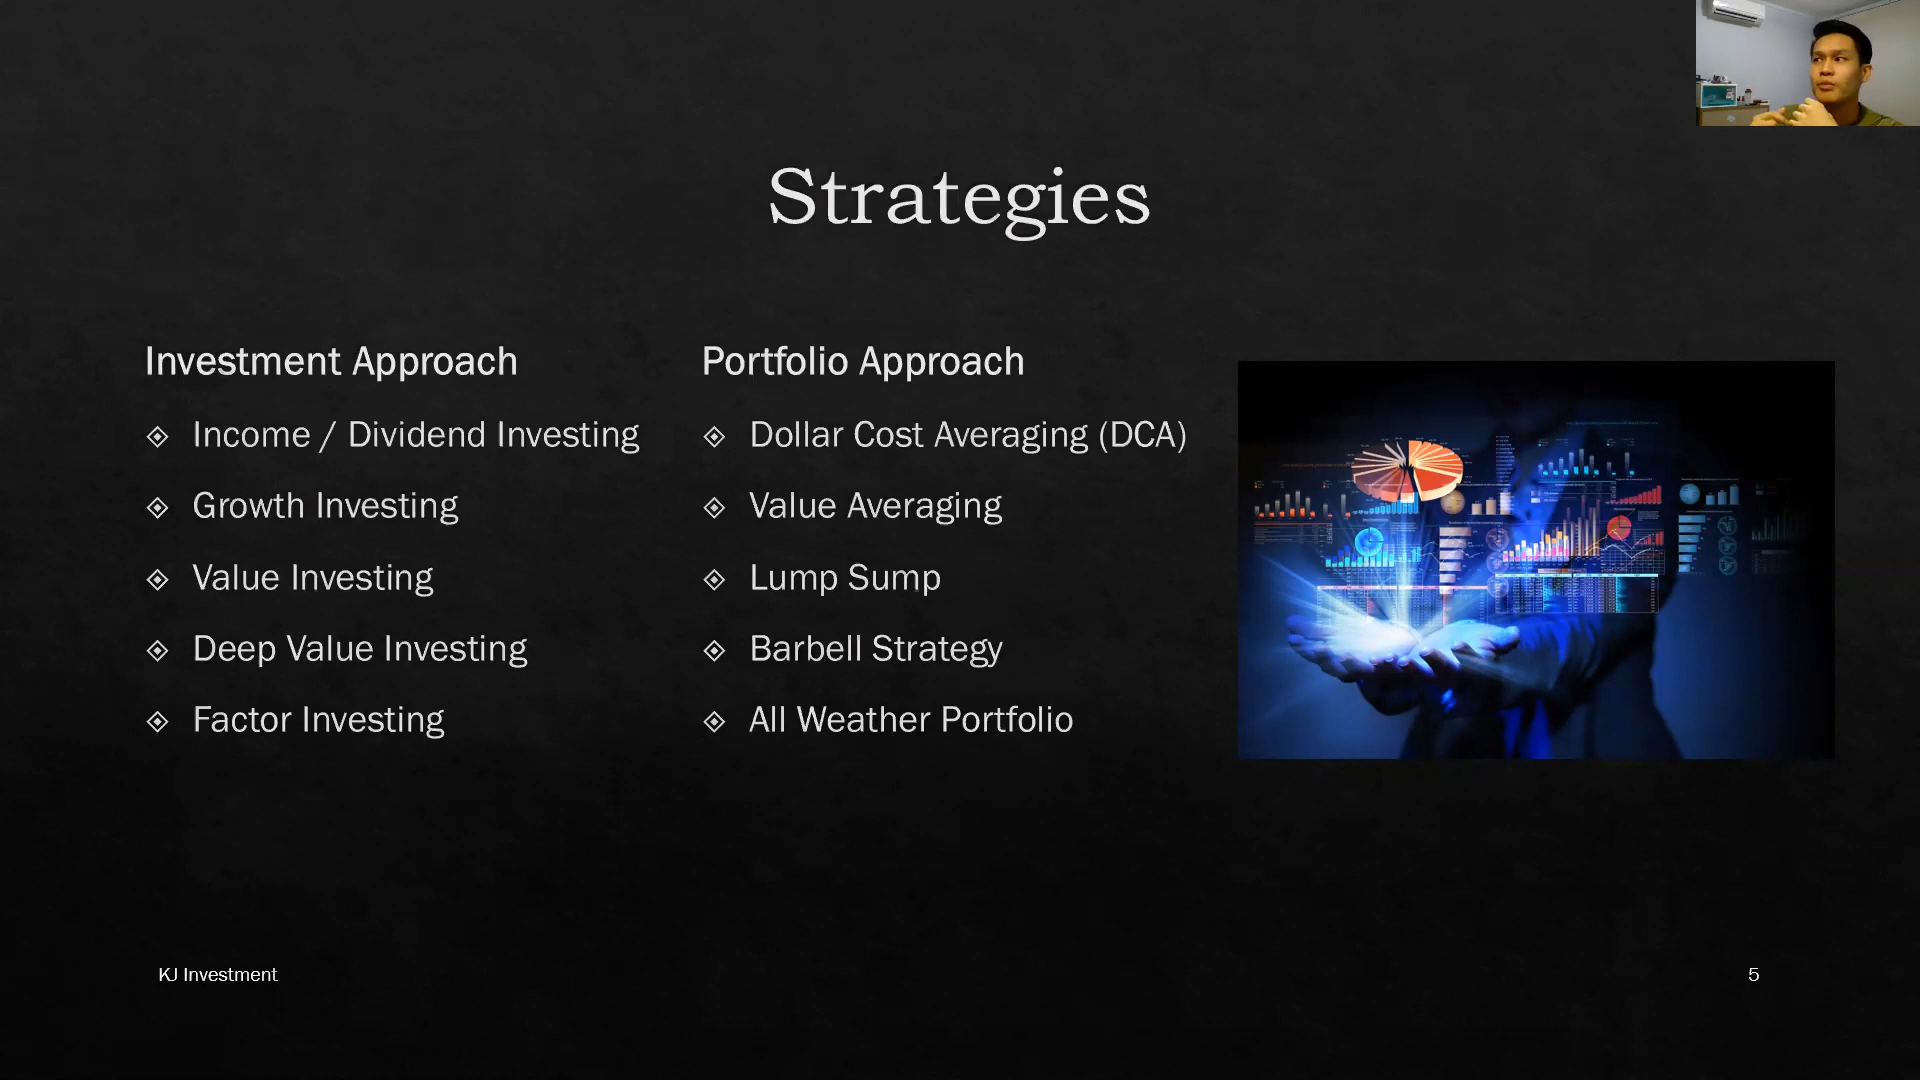 Strategies
Investment Approach
Income / Dividend Investing
Growth Investing
Value Investing
Deep Value Investing
Factor Investing
Portfolio Approach
Dollar Cost Averaging (DCA)
Value Averaging
Lump Sump
Barbell Strategy
All Weather Portfolio
KJ Investment
5